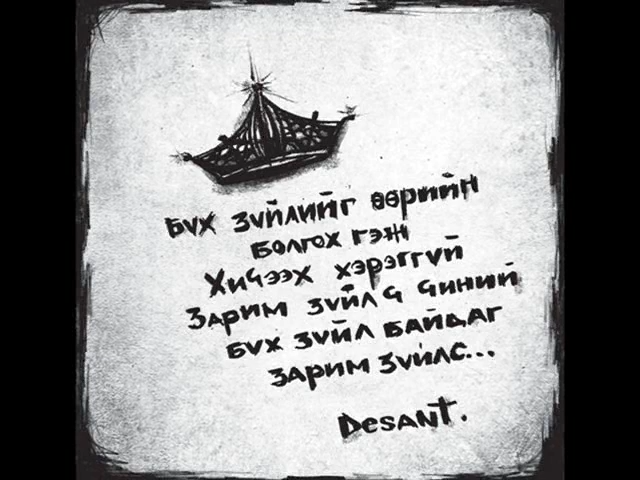 БҮХ ЗҮЙЛИЙГ ӨӨРИЙН
БОЛГОХ ГЭЖ
ХИЧЭЭХ ХЭРЭГГҮЙ
ЗАРИМ ЗҮЙЛ Ч ЧИНИЙ
БҮХ ЗҮЙЛ БАЙДАГ
ЗАРИМ ЗҮЙЛС...
DESANT.